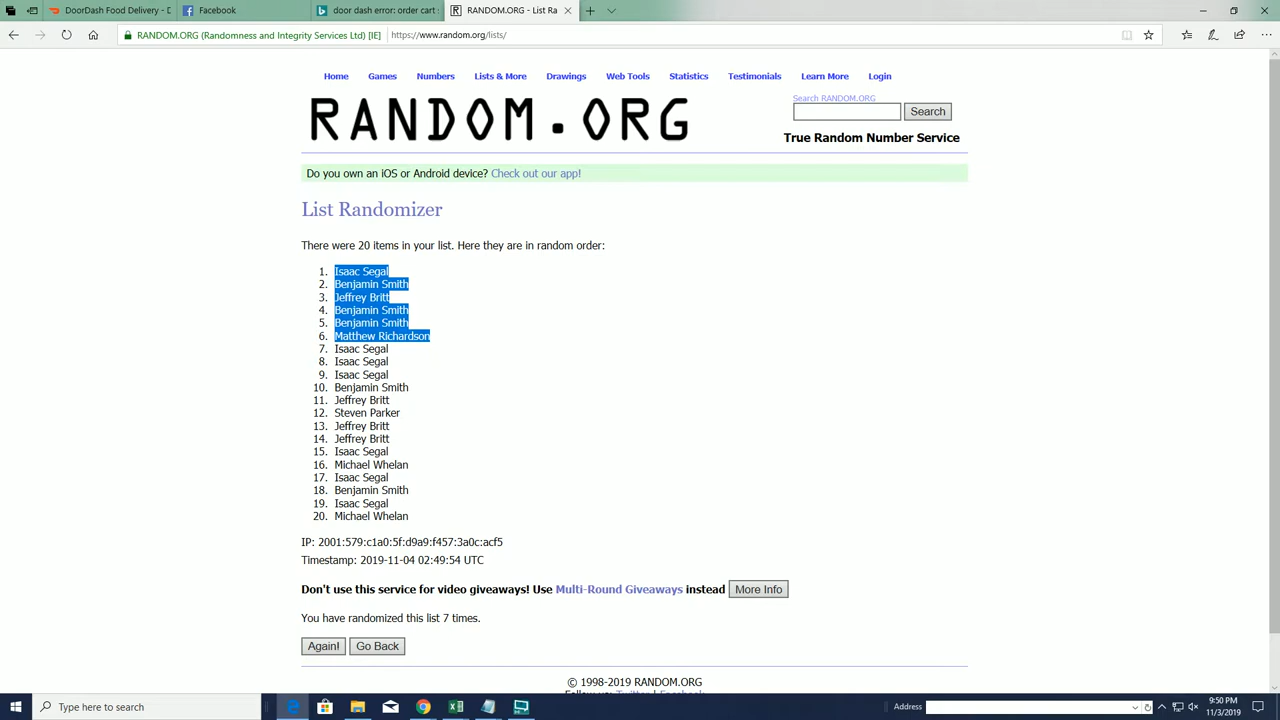 DoorDash Food Delivery - D
Facebook
door dash error: order cart
RANDOM.ORG - List Ra
RANDOM.ORG (Randomness and Integrity Services Ltd) [IE]
https://www.random.org/lists/
Home Games Numbers Lists & More Drawings Web Tools Statistics Testimonials Learn More Login
RANDOM.ORG
Search RANDOM.ORG
Search
True Random Number Service
Do you own an iOS or Android device? Check out our app!
List Randomizer
There were 20 items in your list. Here they are in random order:
1. Isaac Segal
2. Benjamin Smith
3. Jeffrey Britt
4. Benjamin Smith
5. Benjamin Smith
6. Matthew Richardson
7. Isaac Segal
8. Isaac Segal
9. Isaac Segal
10. Benjamin Smith
11. Jeffrey Britt
12. Steven Parker
13. Jeffrey Britt
14. Jeffrey Britt
15. Isaac Segal
16. Michael Whelan
17. Isaac Segal
18. Benjamin Smith
19. Isaac Segal
20. Michael Whelan
IP: 2001:579:c1a0:5f:d9a9:f457:3a0c:acf5
Timestamp: 2019-11-04 02:49:54 UTC
Don't use this service for video giveaways! Use Multi-Round Giveaways instead More Info
You have randomized this list 7 times.
Again! Go Back
© 1998-2019 RANDOM.ORG
Follow us: Twitter | Facebook
Type here to search
Address
9:50 PM
11/3/2019